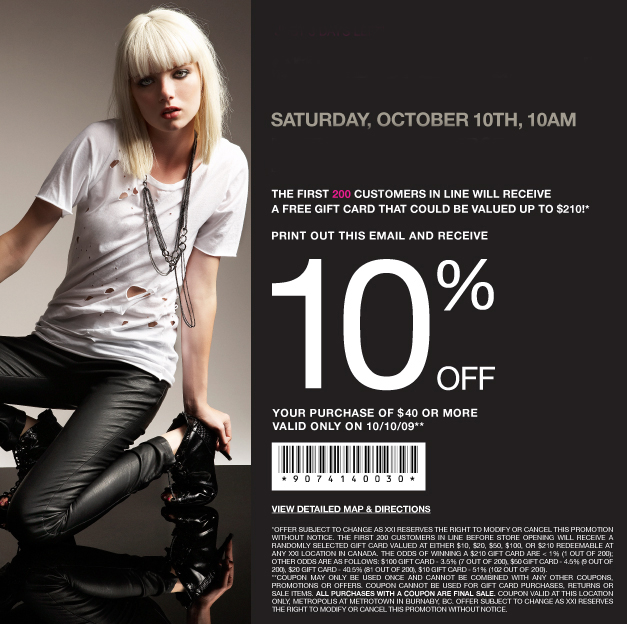 SATURDAY, OCTOBER 10TH, 10AM
THE FIRST 200 CUSTOMERS IN LINE WILL RECEIVE
A FREE GIFT CARD THAT COULD BE VALUED UP TO $210!*
PRINT OUT THIS EMAIL AND RECEIVE
10%
OFF
YOUR PURCHASE OF $40 OR MORE
VALID ONLY ON 10/10/09**
*9074140030*
VIEW DETAILED MAP & DIRECTIONS
*OFFER SUBJECT TO CHANGE AS XXI RESERVES THE RIGHT TO MODIFY OR CANCEL THIS PROMOTION
WITHOUT NOTICE. THE FIRST 200 CUSTOMERS IN LINE BEFORE STORE OPENING WILL RECEIVE A
RANDOMLY SELECTED GIFT CARD VALUED AT EITHER $10, $20, $50, $100, OR $210 REDEEMABLE AT
ANY XXI LOCATION IN CANADA. THE ODDS OF WINNING A $210 GIFT CARD ARE < 1% (1 OUT OF 200);
OTHER ODDS ARE AS FOLLOWS: $100 GIFT CARD - 3.5% (7 OUT OF 200), $50 GIFT CARD - 4.5% (9 OUT OF
200), $20 GIFT CARD - 40.5% (81 OUT OF 200), $10 GIFT CARD - 51% (102 OUT OF 200).
**COUPON MAY ONLY BE USED ONCE AND CANNOT BE COMBINED WITH ANY OTHER COUPONS,
PROMOTIONS OR OFFERS. COUPON CANNOT BE USED FOR GIFT CARD PURCHASES, RETURNS OR
SALE ITEMS. ALL PURCHASES WITH A COUPON ARE FINAL SALE. COUPON VALID AT THIS LOCATION
ONLY, METROPOLIS AT METROTOWN IN BURNABY, BC. OFFER SUBJECT TO CHANGE AS XXI RESERVES
THE RIGHT TO MODIFY OR CANCEL THIS PROMOTION WITHOUT NOTICE.